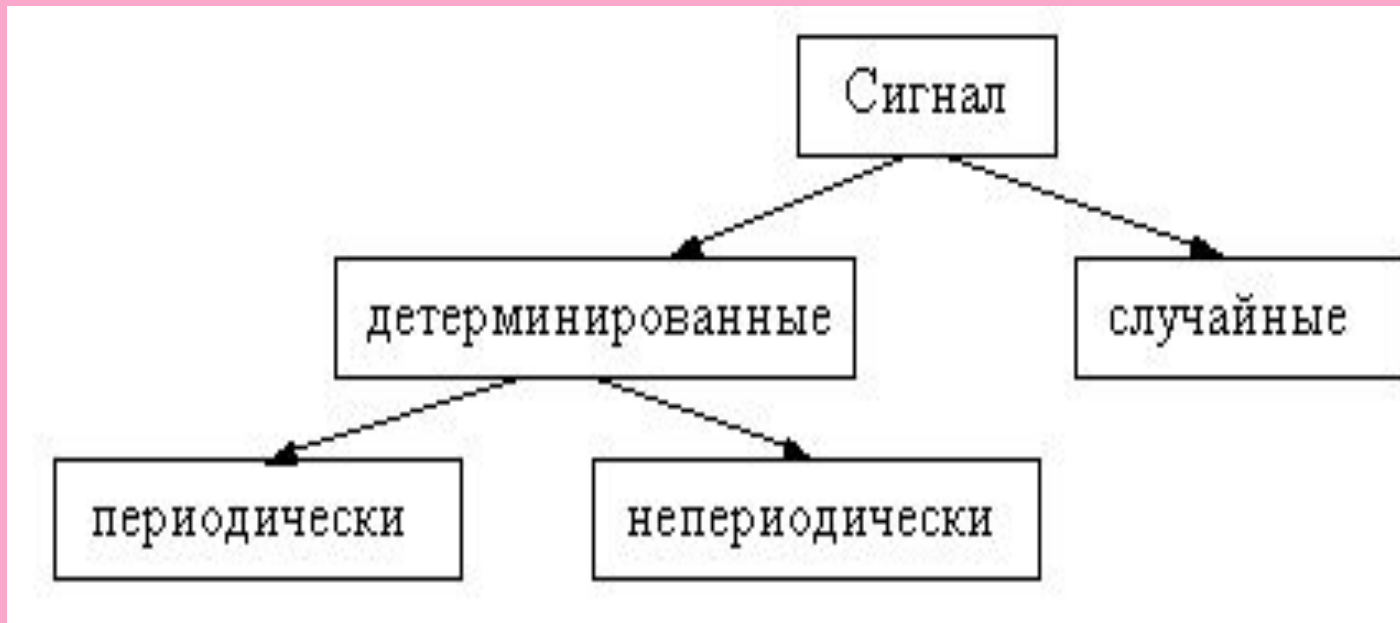 Сигнал
детерминированные
случайные
периодически
непериодически